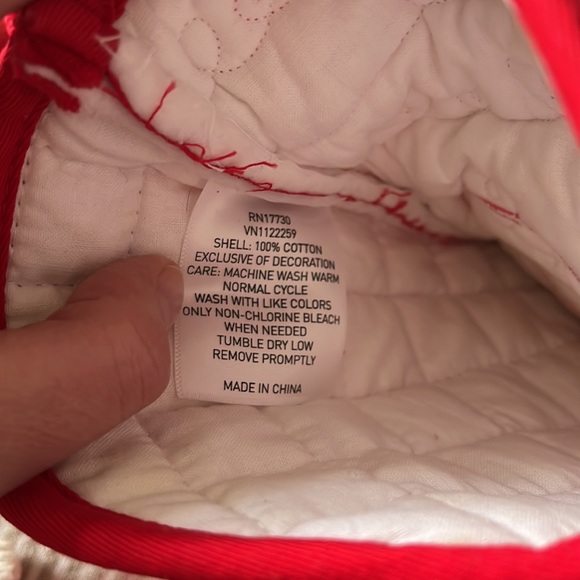 RN17730
VN1122259
SHELL: 100% COTTON
EXCLUSIVE OF DECORATION
CARE: MACHINE WASH WARM
NORMAL CYCLE
WASH WITH LIKE COLORS
ONLY NON-CHLORINE BLEACH
WHEN NEEDED
TUMBLE DRY LOW
REMOVE PROMPTLY
MADE IN CHINA